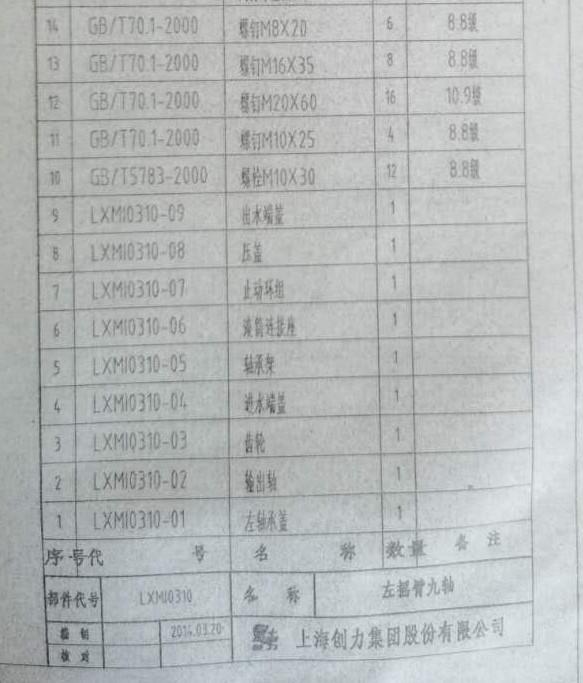 14 GB/T70.1-2000 螺钉M8X20 6 8.8级
13 GB/T70.1-2000 螺钉M16X35 8 8.8级
12 GB/T70.1-2000 螺钉M20X60 16 10.9级
11 GB/T70.1-2000 螺钉M10X25 4 8.8级
10 GB/T5783-2000 螺栓M10X30 12 8.8级
9 LXMI0310-09 出水端盖 1
8 LXMI0310-08 压盖 1
7 LXMI0310-07 止动环组 1
6 LXMI0310-06 滚筒连接座 1
5 LXMI0310-05 轴承架 1
4 LXMI0310-04 进水端盖 1
3 LXMI0310-03 齿轮 1
2 LXMI0310-02 输出轴 1
1 LXMI0310-01 左轴承盖 1
序号 代 号 名 称 数量 备 注
部件代号 LXMI0310 名 称 左摇臂九轴
编制 2014.03.20 上海创力集团股份有限公司
校对